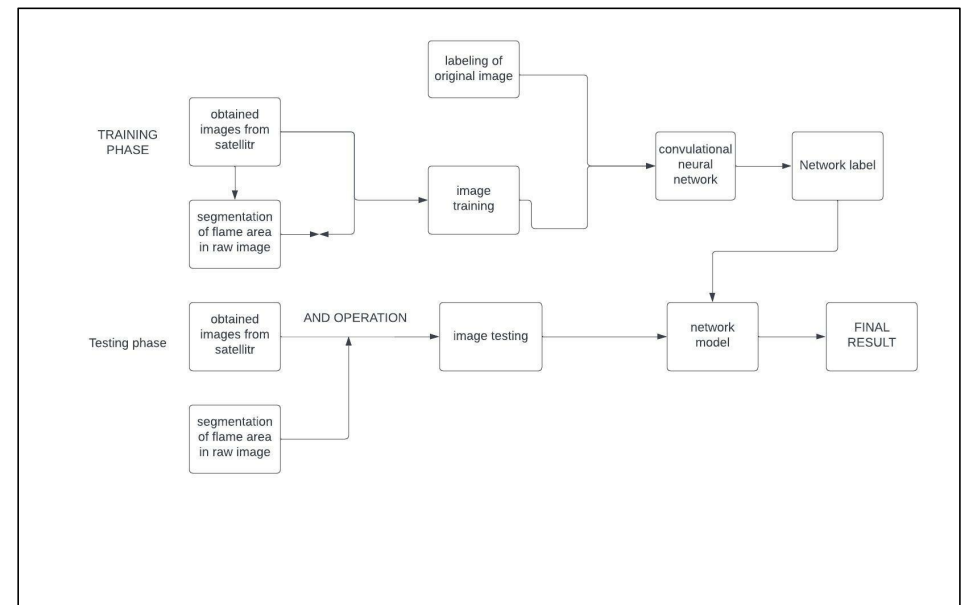 labeling of
original image
TRAINING
PHASE
obtained
images from
satellitr
convulational
neural
network
Network label
image
training
segmentation
of flame area
in raw image
Testing phase
obtained
images from
satellitr
AND OPERATION
image testing
network
model
FINAL
RESULT
segmentation
of flame area
in raw image